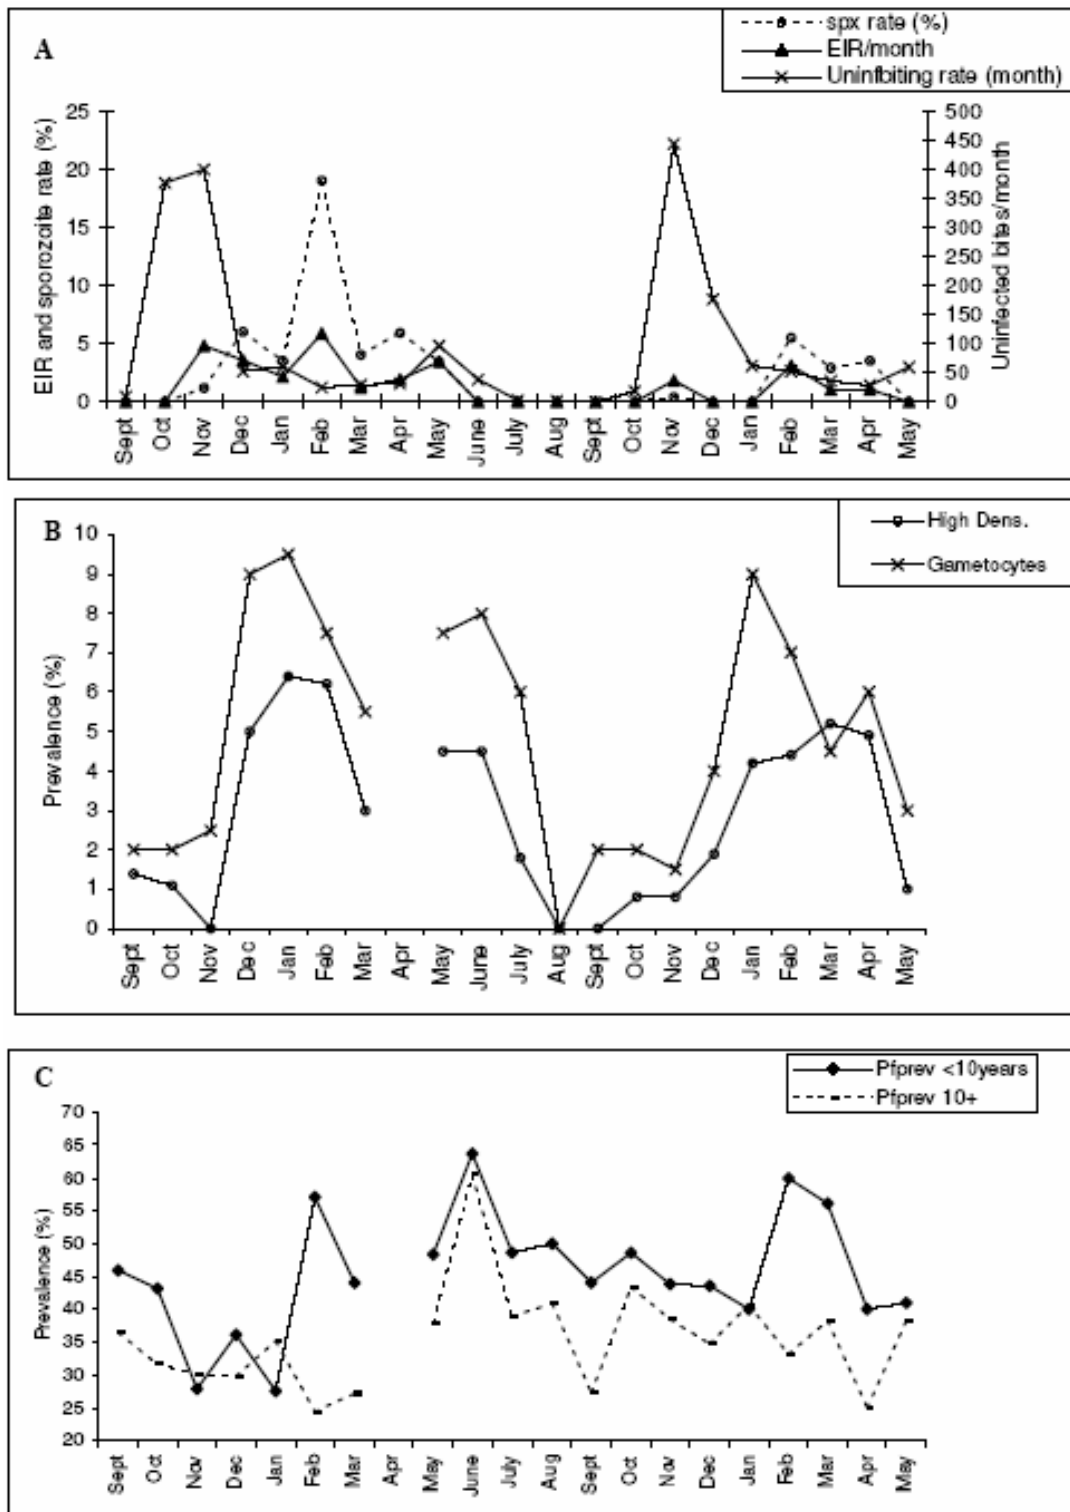 A
spx rate (%)
EIR/month
Uninfbiting rate (month)
EIR and sporozoite rate (%)
25
20
15
10
5
0
500
450
400
350
300
250
200
150
100
50
0
Uninfected bites/month
Sept Oct Nov Dec Jan Feb Mar Apr May June July Aug Sept Oct Nov Dec Jan Feb Mar Apr May
B
High Dens.
Gametocytes
Prevalence (%)
10
9
8
7
6
5
4
3
2
1
0
Sept Oct Nov Dec Jan Feb Mar Apr May June July Aug Sept Oct Nov Dec Jan Feb Mar Apr May
C
Pfprev <10years
Pfprev 10+
Prevalence (%)
70
65
60
55
50
45
40
35
30
25
20
Sept Oct Nov Dec Jan Feb Mar Apr May June July Aug Sept Oct Nov Dec Jan Feb Mar Apr May